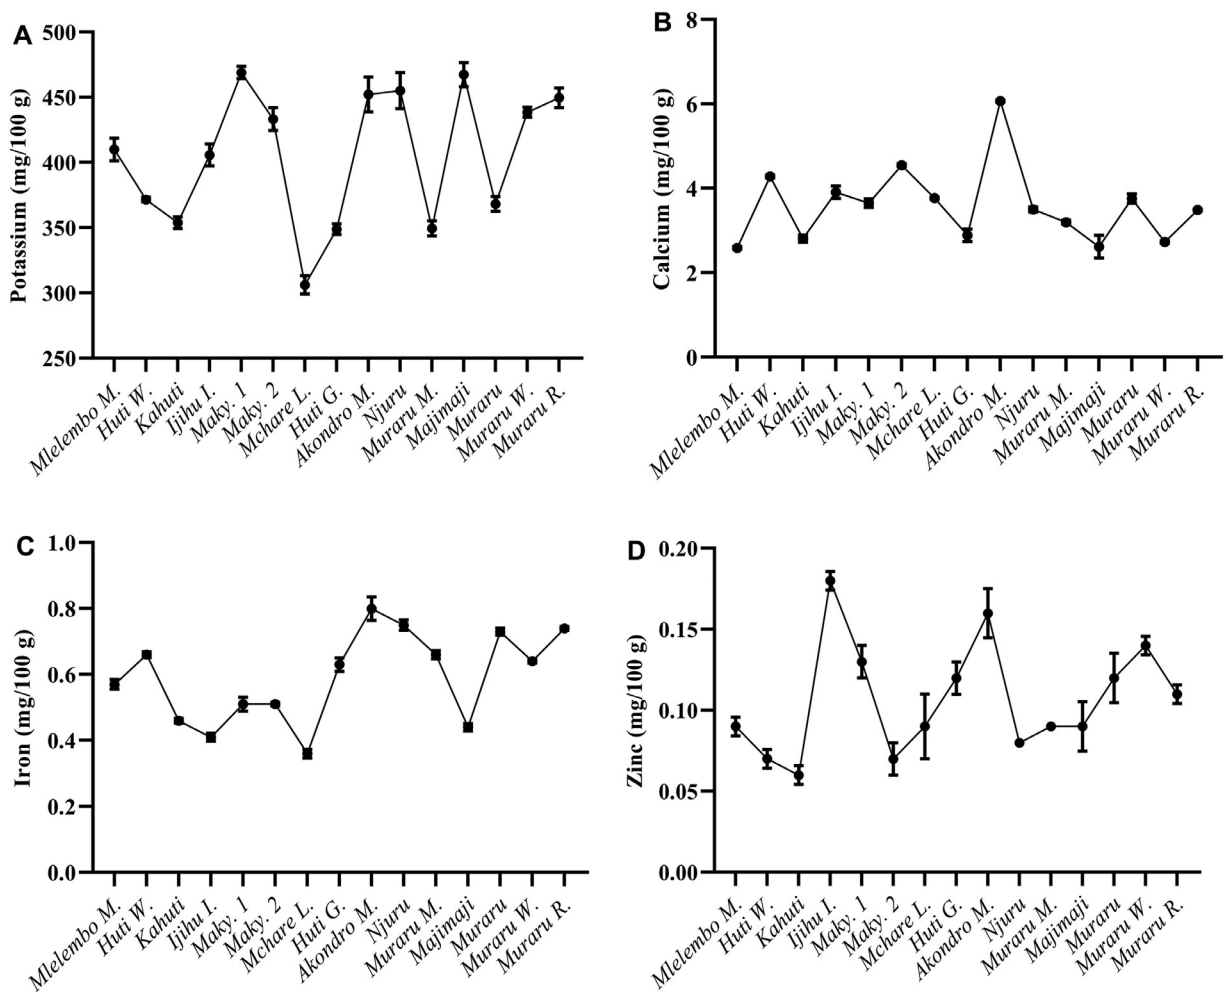 A
Potassium (mg/100 g)
500
450
400
350
300
250
Mlelembo M.
Huti W.
Kahuti
Ijihu I.
Maky. 1
Maky. 2
Mchare L.
Huti G.
Akondro M.
Njuru
Muraru M.
Majimaji
Muraru
Muraru W.
Muraru R.
B
Calcium (mg/100 g)
8
6
4
2
0
Mlelembo M.
Huti W.
Kahuti
Ijihu I.
Maky. 1
Maky. 2
Mchare L.
Huti G.
Akondro M.
Njuru
Muraru M.
Majimaji
Muraru
Muraru W.
Muraru R.
C
Iron (mg/100 g)
1.0
0.8
0.6
0.4
0.2
0.0
Mlelembo M.
Huti W.
Kahuti
Ijihu I.
Maky. 1
Maky. 2
Mchare L.
Huti G.
Akondro M.
Njuru
Muraru M.
Majimaji
Muraru
Muraru W.
Muraru R.
D
Zinc (mg/100 g)
0.20
0.15
0.10
0.05
0.00
Mlelembo M.
Huti W.
Kahuti
Ijihu I.
Maky. 1
Maky. 2
Mchare L.
Huti G.
Akondro M.
Njuru
Muraru M.
Majimaji
Muraru
Muraru W.
Muraru R.